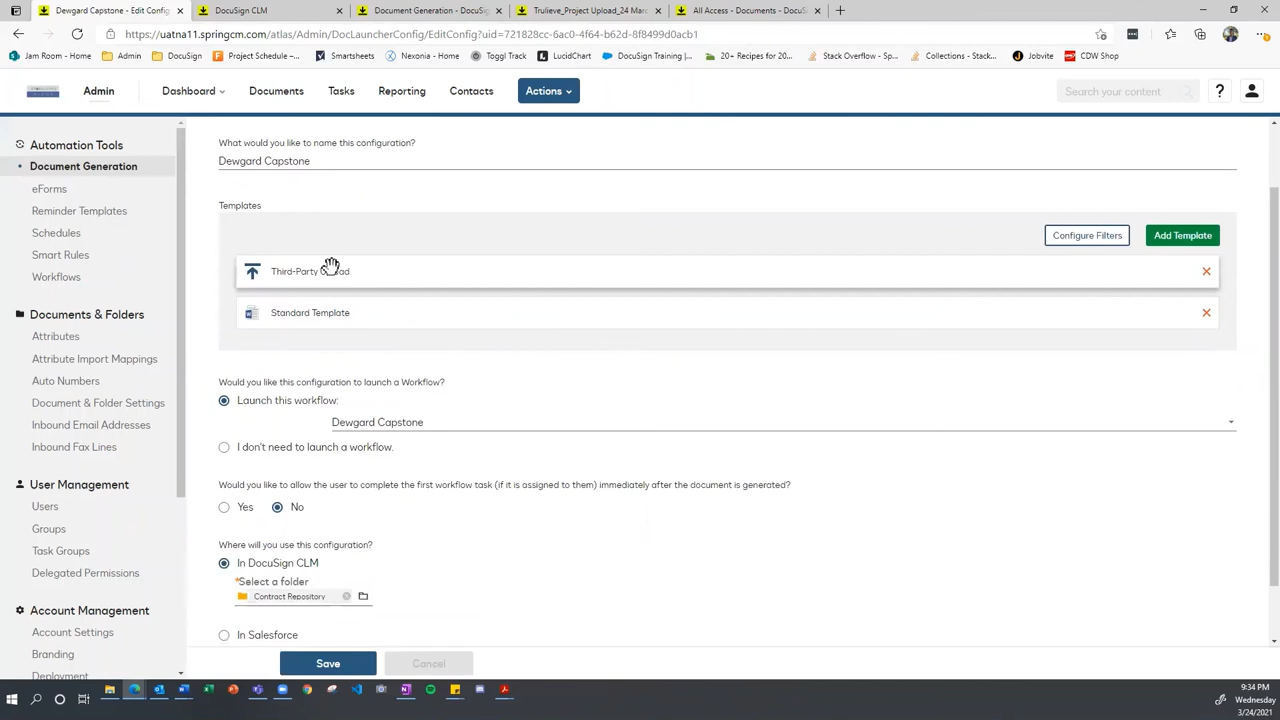 Dewgard Capstone - Edit Confi
DocuSign CLM
Document Generation - DocuSig
Trulieve_Project Upload_24 Marc
All Access - Documents - DocuS
https://uatna11.springcm.com/atlas/Admin/DocLauncherConfig/EditConfig?uid=721828cc-6ac0-4f64-b62d-8f8499d0acb1
Jam Room - Home
Admin
DocuSign
Project Schedule –...
Smartsheets
Nexonia - Home
Toggl Track
LucidChart
DocuSign Training |...
20+ Recipes for 20...
Stack Overflow - Sp...
Collections - Stack...
Jobvite
CDW Shop
Admin
Dashboard
Documents
Tasks
Reporting
Contacts
Actions
Search your content
?
Automation Tools
Document Generation
eForms
Reminder Templates
Schedules
Smart Rules
Workflows
Documents & Folders
Attributes
Attribute Import Mappings
Auto Numbers
Document & Folder Settings
Inbound Email Addresses
Inbound Fax Lines
User Management
Users
Groups
Task Groups
Delegated Permissions
Account Management
Account Settings
Branding
Deployment
What would you like to name this configuration?
Dewgard Capstone
Templates
Configure Filters
Add Template
Third-Party
Standard Template
Would you like this configuration to launch a Workflow?
Launch this workflow:
Dewgard Capstone
I don't need to launch a workflow.
Would you like to allow the user to complete the first workflow task (if it is assigned to them) immediately after the document is generated?
Yes
No
Where will you use this configuration?
In DocuSign CLM
*Select a folder
Contract Repository
In Salesforce
Save
Cancel
9:34 PM
Wednesday
3/24/2021